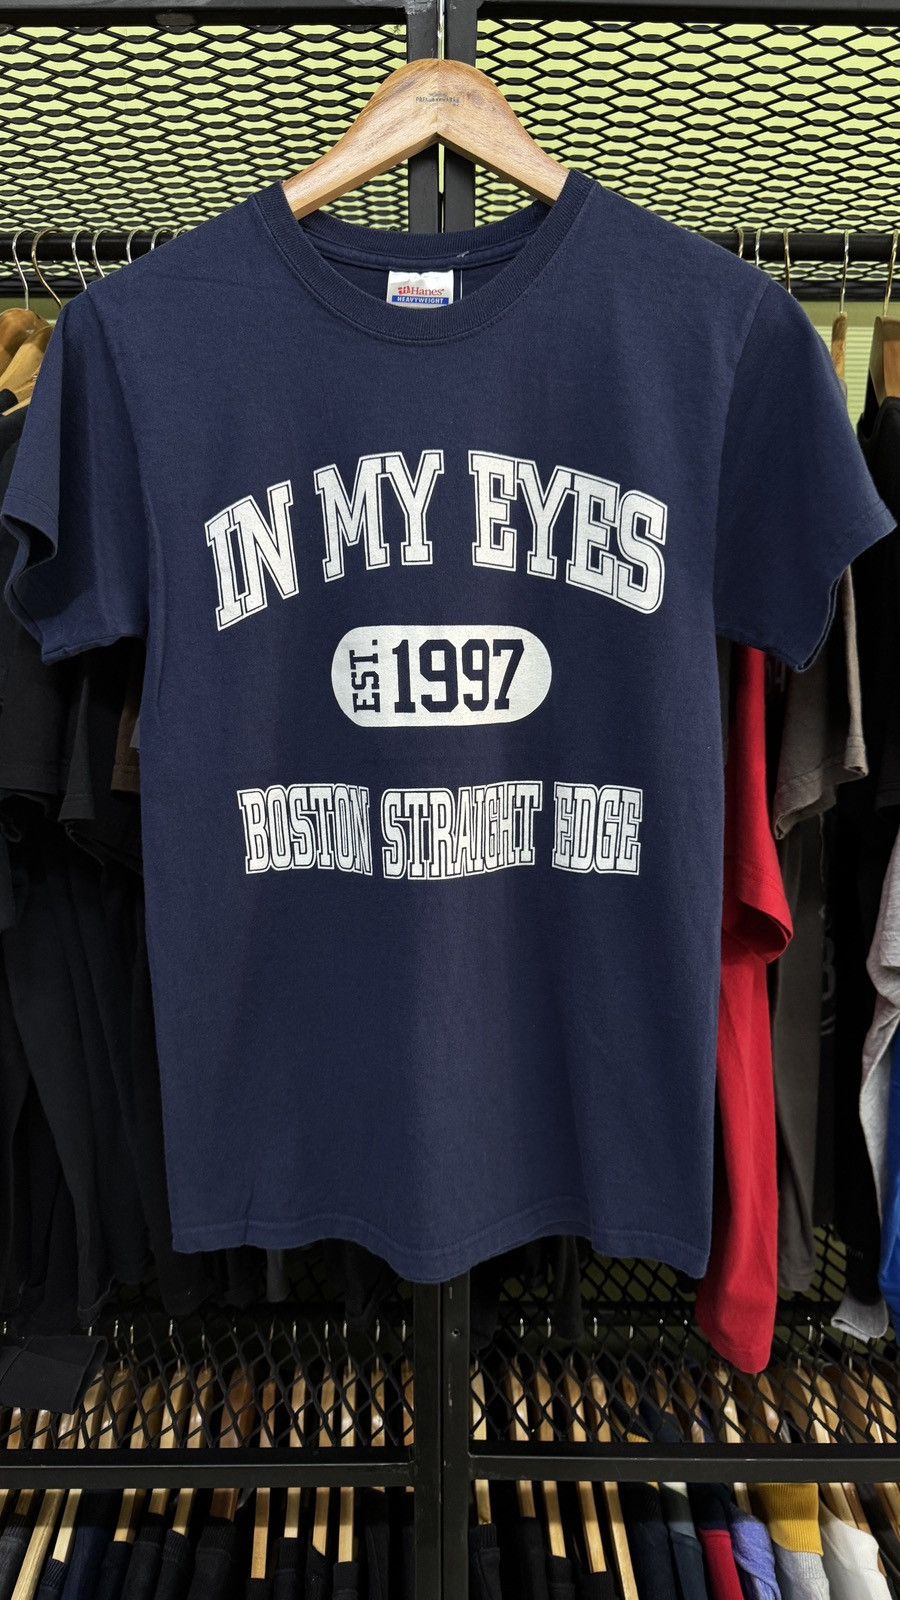 Hanes
HEAVYWEIGHT
IN MY EYES
EST. 1997
BOSTON STRAIGHT EDGE